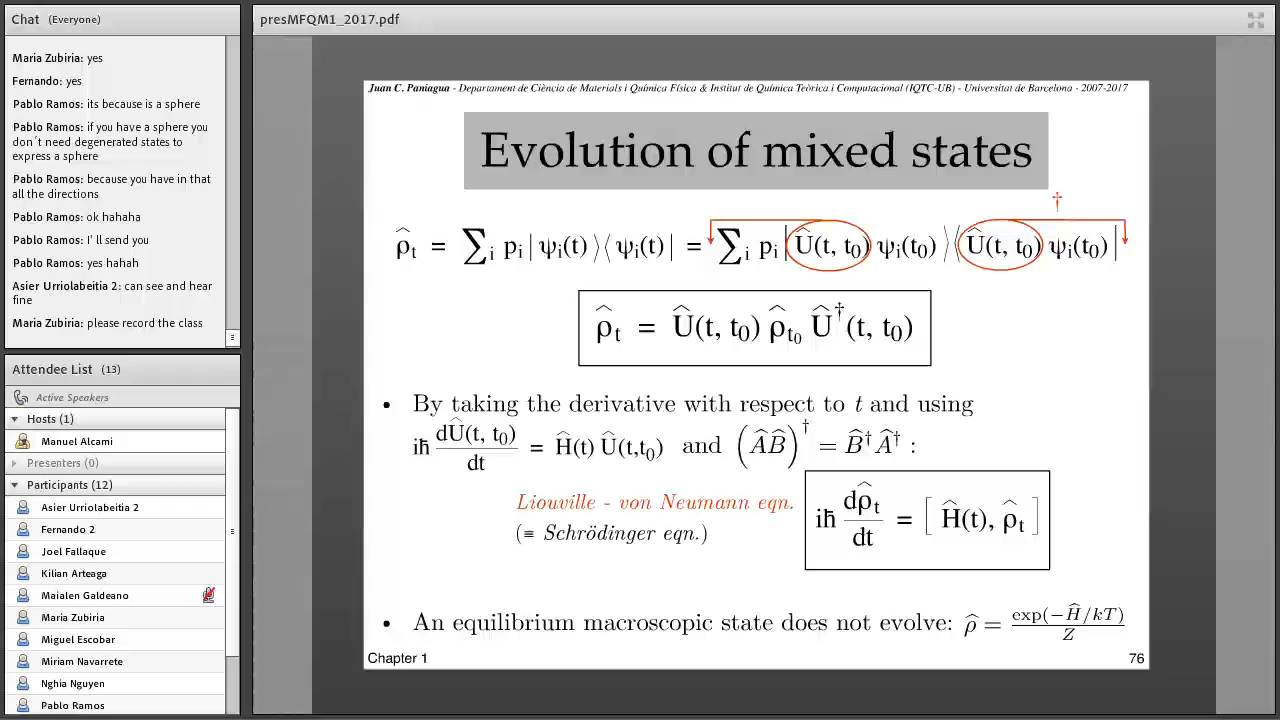 Chat (Everyone)
Maria Zubiria: yes
Fernando: yes
Pablo Ramos: its because is a sphere
Pablo Ramos: if you have a sphere you
don´t need degenerated states to
express a sphere
Pablo Ramos: because you have in that
all the directions
Pablo Ramos: ok hahaha
Pablo Ramos: I´ll send you
Pablo Ramos: yes hahah
Asier Urriolabeitia 2: can see and hear
fine
Maria Zubiria: please record the class
Attendee List (13)
Active Speakers
Hosts (1)
Manuel Alcami
Presenters (0)
Participants (12)
Asier Urriolabeitia 2
Fernando 2
Joel Fallaque
Kilian Arteaga
Maialen Galdeano
Maria Zubiria
Miguel Escobar
Miriam Navarrete
Nghia Nguyen
Pablo Ramos
presMFQM1_2017.pdf
Juan C. Paniagua - Departament de Ciència de Materials i Química Física & Institut de Química Teòrica i Computacional (IQTC-UB) - Universitat de Barcelona - 2007-2017
Evolution of mixed states
†
ρ̂t = ∑i pi | ψi(t) ⟩⟨ ψi(t) | = ∑i pi | Û(t, t0) ψi(t0) ⟩⟨ Û(t, t0) ψi(t0) |
ρ̂t = Û(t, t0) ρ̂t0 Û†(t, t0)
• By taking the derivative with respect to t and using
iħ dÛ(t, t0)/dt = Ĥ(t) Û(t,t0) and (ÂB̂)† = B̂†Â† :
Liouville - von Neumann eqn.
(≡ Schrödinger eqn.)
iħ dρ̂t/dt = [ Ĥ(t), ρ̂t ]
• An equilibrium macroscopic state does not evolve: ρ̂ = exp(−Ĥ/kT)/Z
Chapter 1
76